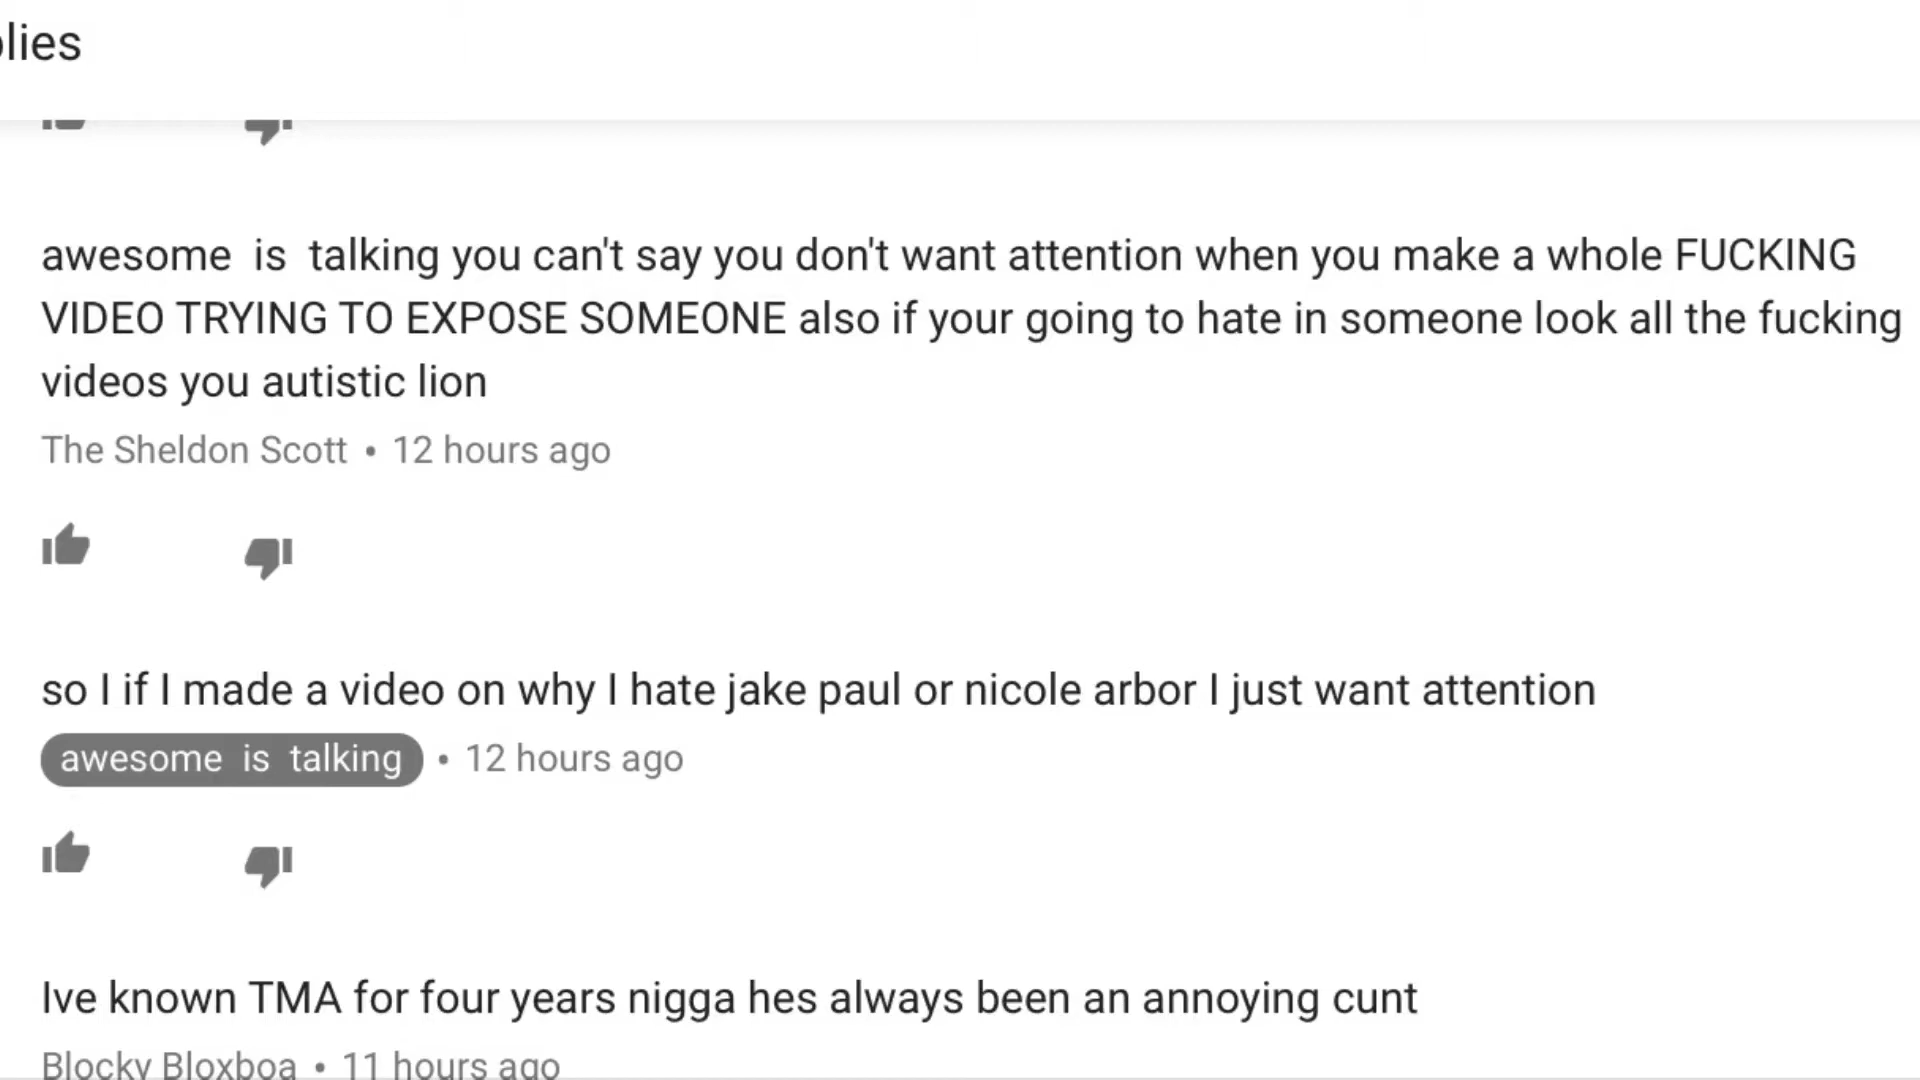 plies
awesome is talking you can't say you don't want attention when you make a whole FUCKING
VIDEO TRYING TO EXPOSE SOMEONE also if your going to hate in someone look all the fucking
videos you autistic lion
The Sheldon Scott • 12 hours ago
so I if I made a video on why I hate jake paul or nicole arbor I just want attention
awesome is talking • 12 hours ago
Ive known TMA for four years nigga hes always been an annoying cunt
Blocky Bloxboa • 11 hours ago